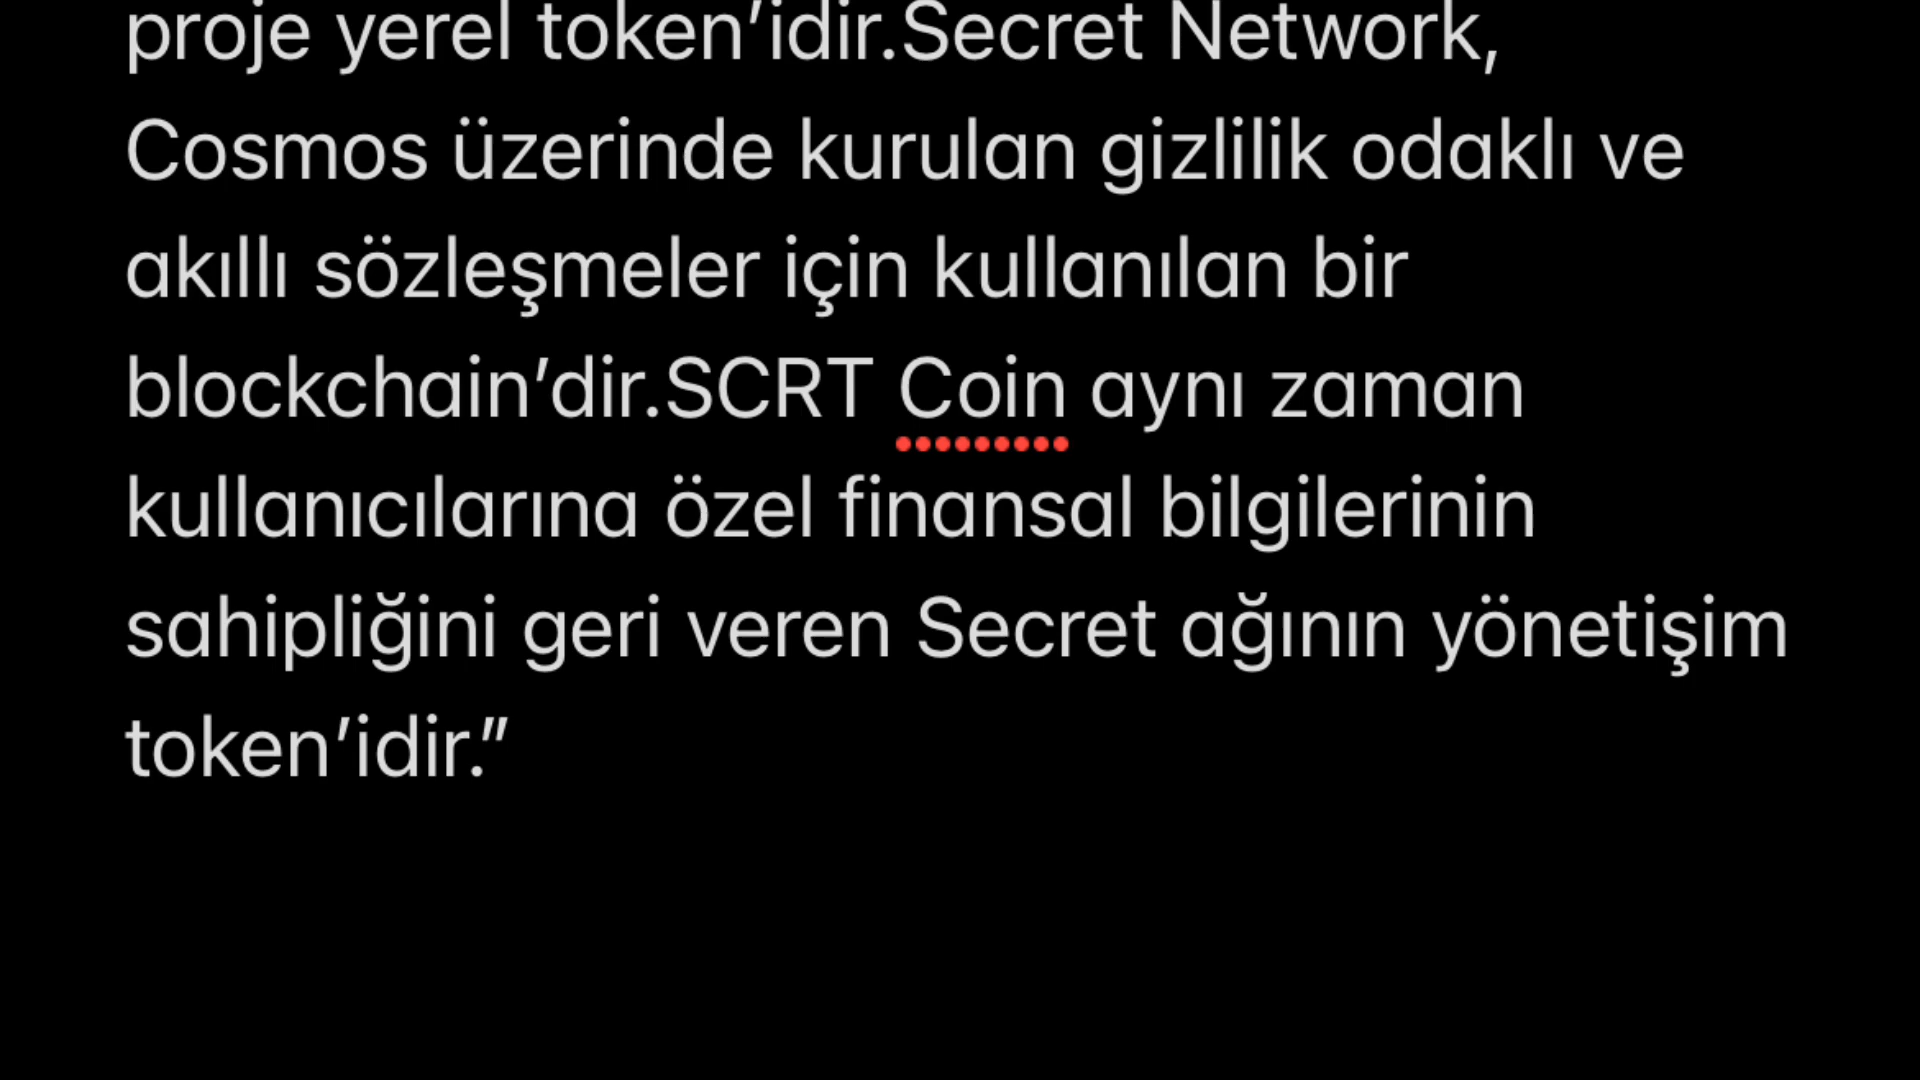 proje yerel token'idir.Secret Network,
Cosmos üzerinde kurulan gizlilik odaklı ve
akıllı sözleşmeler için kullanılan bir
blockchain'dir.SCRT Coin aynı zaman
kullanıcılarına özel finansal bilgilerinin
sahipliğini geri veren Secret ağının yönetişim
token'idir."